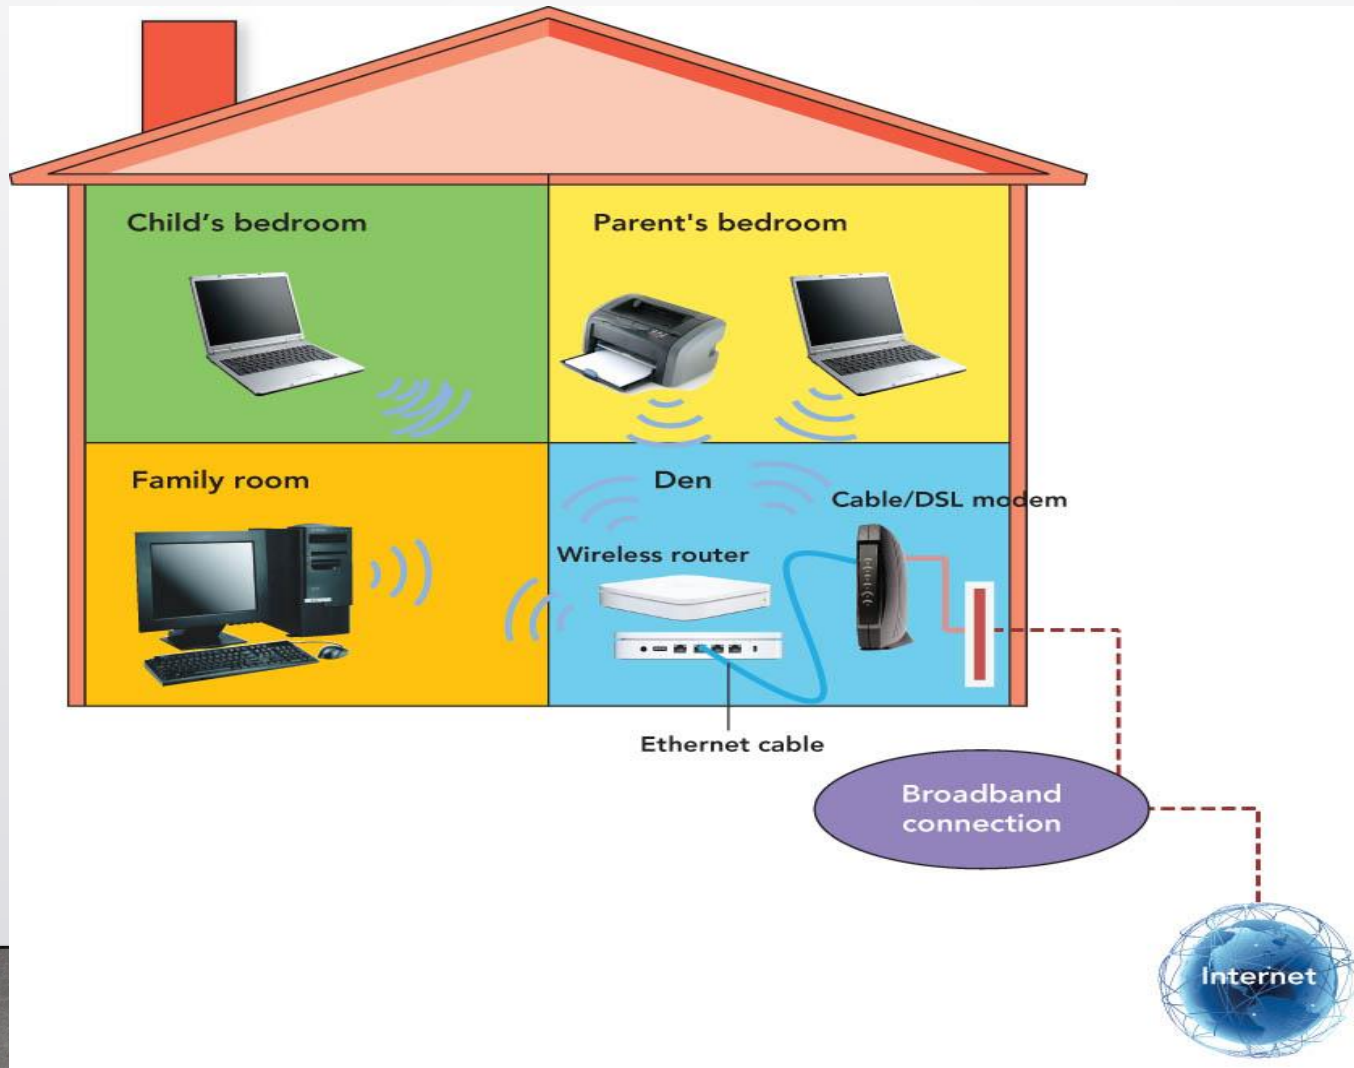 Child's bedroom
Parent's bedroom
Family room
Den
Cable/DSL modem
Wireless router
Ethernet cable
Broadband
connection
Internet